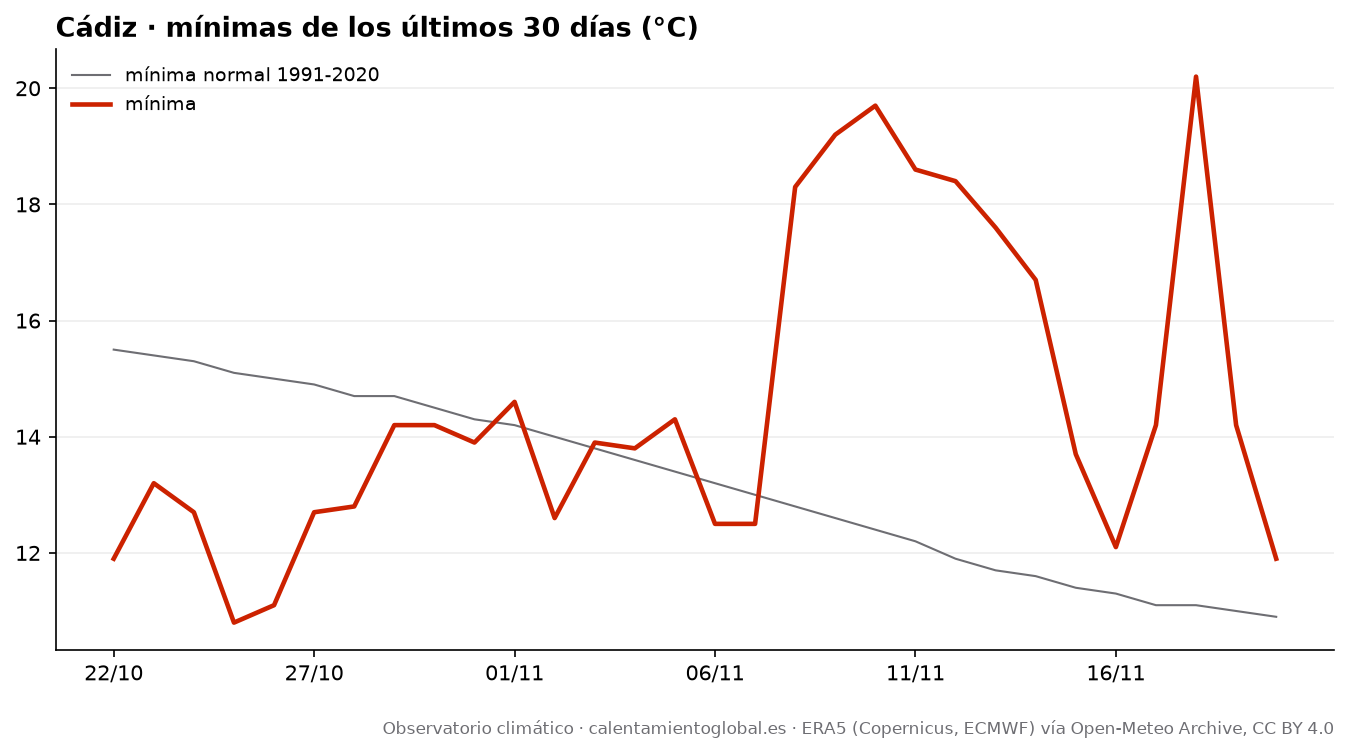 Cádiz · mínimas de los últimos 30 días (°C)
mínima normal 1991-2020
mínima
20
18
16
14
12
22/10
27/10
01/11
06/11
11/11
16/11
Observatorio climático · calentamientoglobal.es · ERA5 (Copernicus, ECMWF) vía Open-Meteo Archive, CC BY 4.0